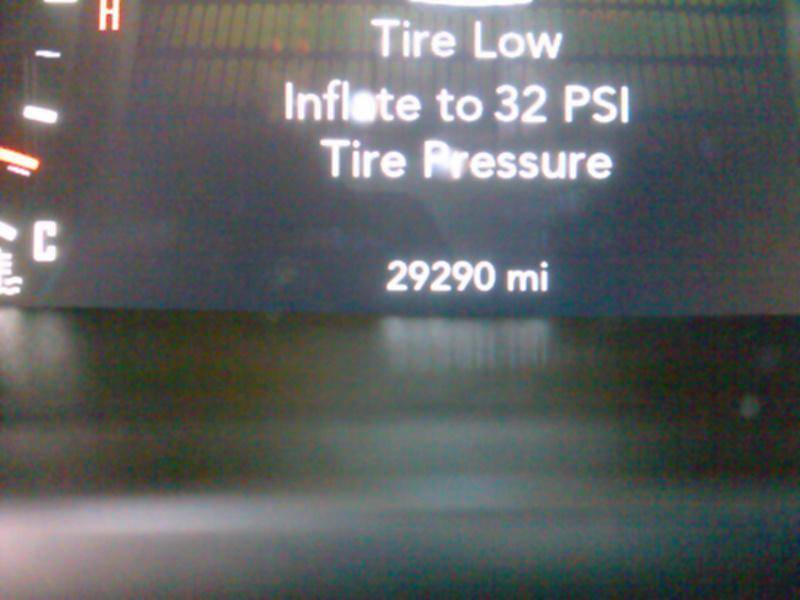 H
Tire Low
Inflate to 32 PSI
Tire Pressure
C
29290 mi